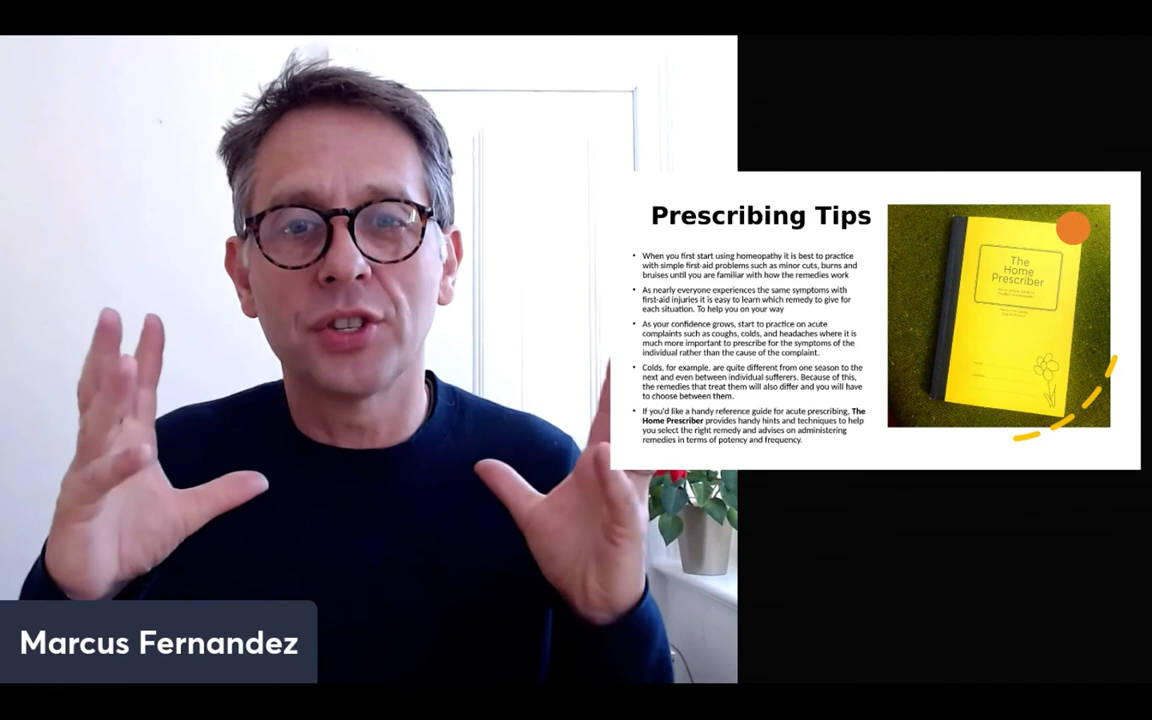 Prescribing Tips
• When you first start using homeopathy it is best to practice
with simple first-aid problems such as minor cuts, burns and
bruises until you are familiar with how the remedies work
• As nearly everyone experiences the same symptoms with
first-aid injuries it is easy to learn which remedy to give for
each situation. To help you on your way
• As your confidence grows, start to practice on acute
complaints such as coughs, colds, and headaches where it is
much more important to prescribe for the symptoms of the
individual rather than the cause of the complaint.
• Colds, for example, are quite different from one season to the
next and even between individual sufferers. Because of this,
the remedies that treat them will also differ and you will have
to choose between them.
• If you'd like a handy reference guide for acute prescribing, The
Home Prescriber provides handy hints and techniques to help
you select the right remedy and advises on administering
remedies in terms of potency and frequency.
The
Home
Prescriber
Marcus Fernandez